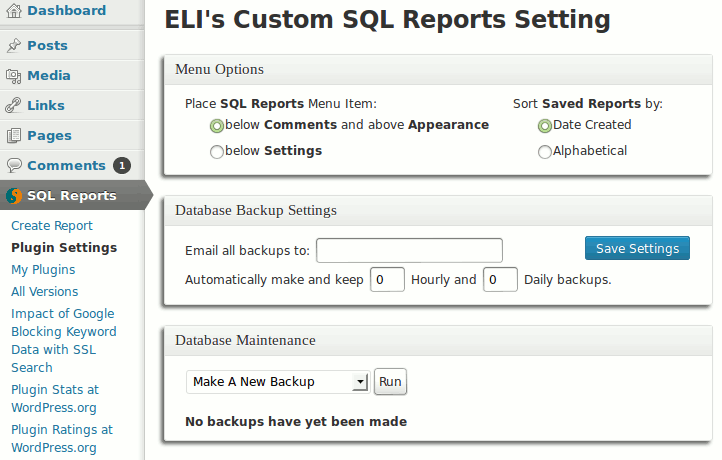 Dashboard
Posts
Media
Links
Pages
Comments 1
SQL Reports
Create Report
Plugin Settings
My Plugins
All Versions
Impact of Google
Blocking Keyword
Data with SSL
Search
Plugin Stats at
WordPress.org
Plugin Ratings at
WordPress.org
ELI's Custom SQL Reports Setting
Menu Options
Place SQL Reports Menu Item:
below Comments and above Appearance
below Settings
Sort Saved Reports by:
Date Created
Alphabetical
Database Backup Settings
Email all backups to:
Save Settings
Automatically make and keep 0 Hourly and 0 Daily backups.
Database Maintenance
Make A New Backup Run
No backups have yet been made